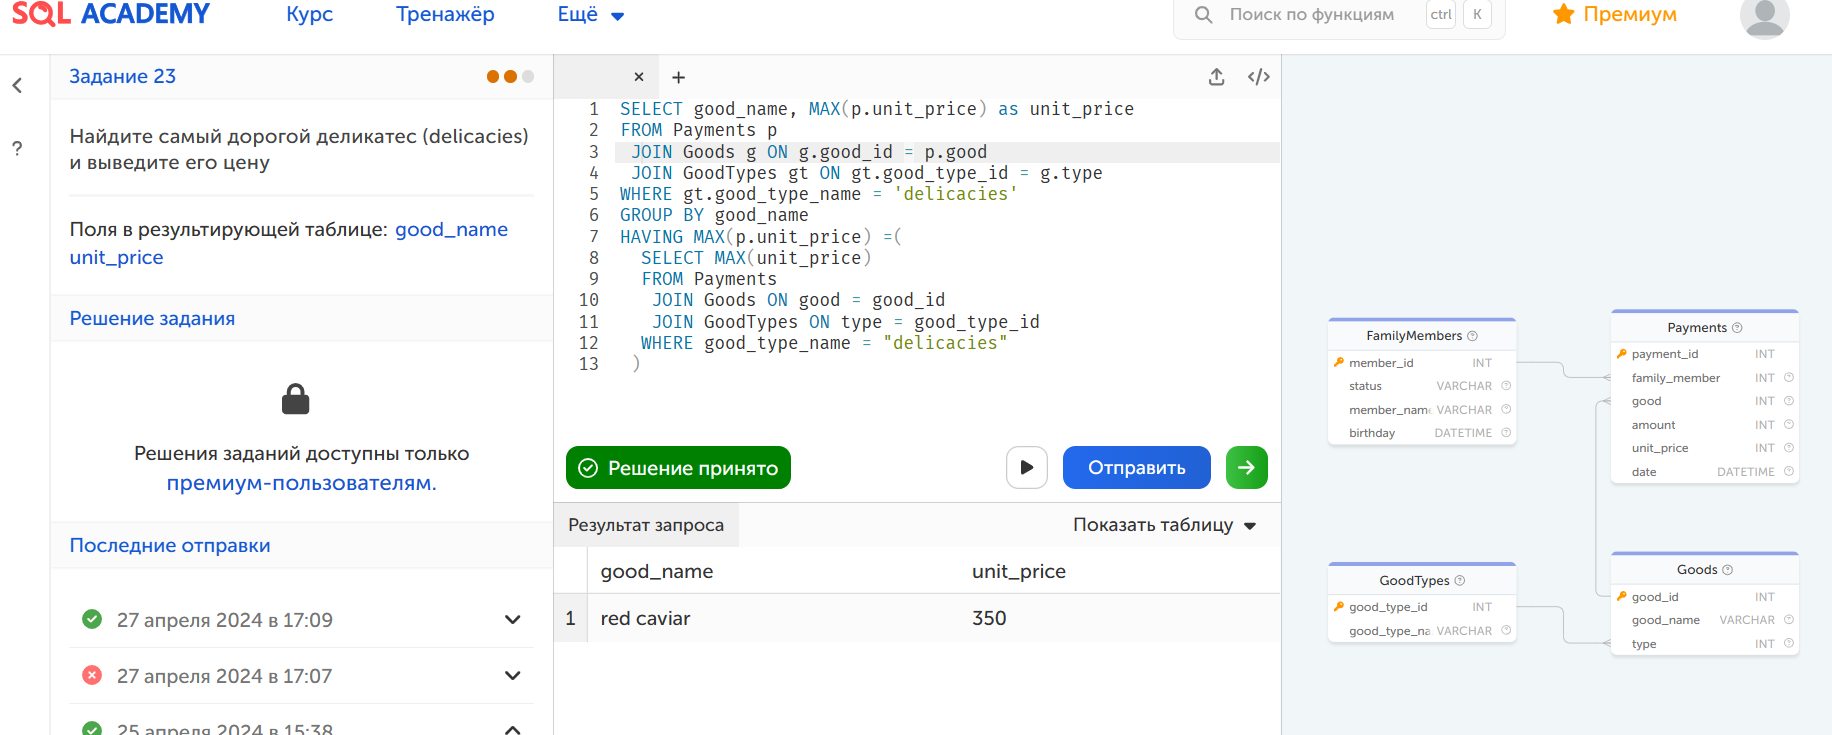 SQL ACADEMY
Курс
Тренажёр
Ещё
Поиск по функциям
ctrl
K
Премиум
Задание 23
Найдите самый дорогой деликатес (delicacies)
и выведите его цену
Поля в результирующей таблице: good_name
unit_price
Решение задания
Решения заданий доступны только
премиум-пользователям.
Последние отправки
27 апреля 2024 в 17:09
27 апреля 2024 в 17:07
25 апреля 2024 в 15:38
1 SELECT good_name, MAX(p.unit_price) as unit_price
2 FROM Payments p
3 JOIN Goods g ON g.good_id = p.good
4 JOIN GoodTypes gt ON gt.good_type_id = g.type
5 WHERE gt.good_type_name = 'delicacies'
6 GROUP BY good_name
7 HAVING MAX(p.unit_price) =(
8 SELECT MAX(unit_price)
9 FROM Payments
10 JOIN Goods ON good = good_id
11 JOIN GoodTypes ON type = good_type_id
12 WHERE good_type_name = "delicacies"
13 )
Решение принято
Отправить
Результат запроса
Показать таблицу
good_name unit_price
1 red caviar 350
FamilyMembers
member_id INT
status VARCHAR
member_name VARCHAR
birthday DATETIME
Payments
payment_id INT
family_member INT
good INT
amount INT
unit_price INT
date DATETIME
GoodTypes
good_type_id INT
good_type_na VARCHAR
Goods
good_id INT
good_name VARCHAR
type INT